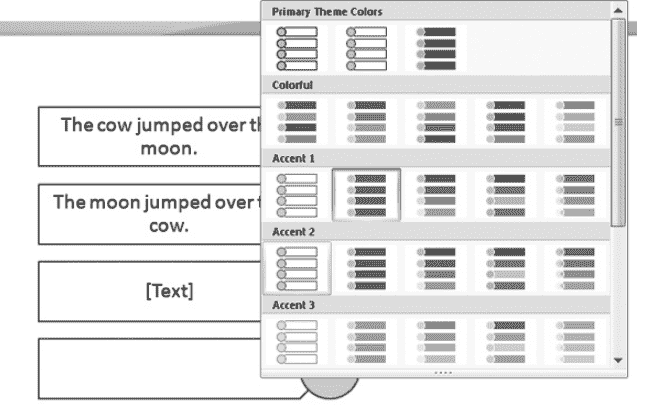 Primary Theme Colors
Colorful
Accent 1
Accent 2
Accent 3
The cow jumped over
moon.
The moon jumped over
cow.
[Text]